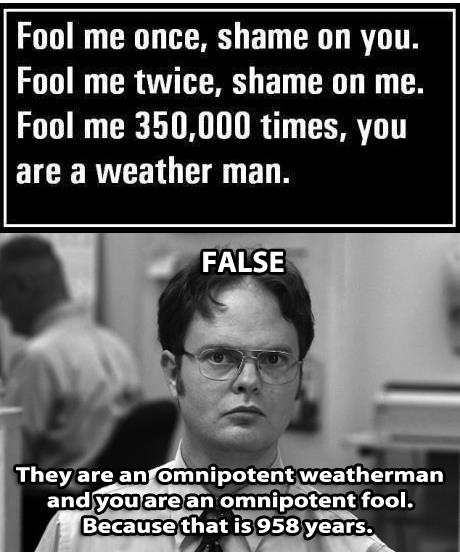 Fool me once, shame on you.
Fool me twice, shame on me.
Fool me 350,000 times, you
are a weather man.
FALSE
They are an omnipotent weatherman
and you are an omnipotent fool.
Because that is 958 years.